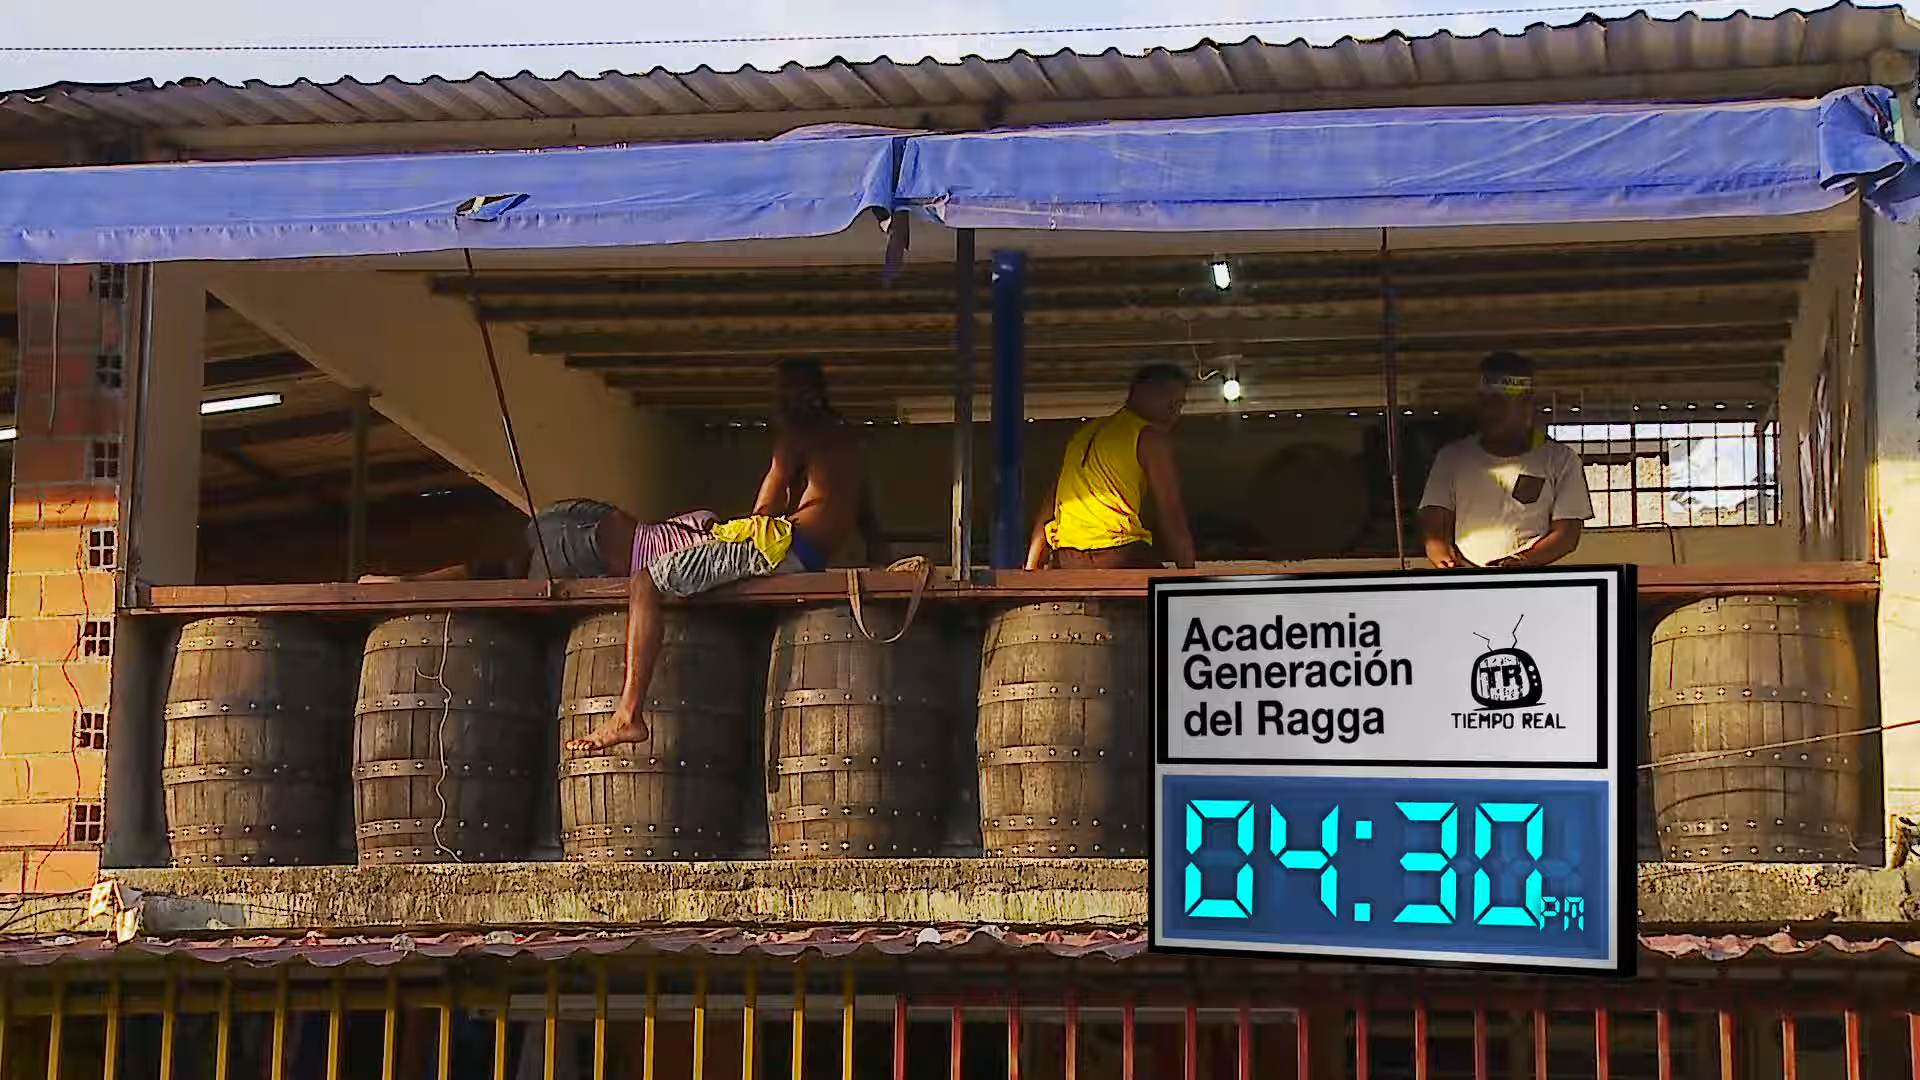 Academia
Generación
del Ragga
TR
TIEMPO REAL
04:30 PM